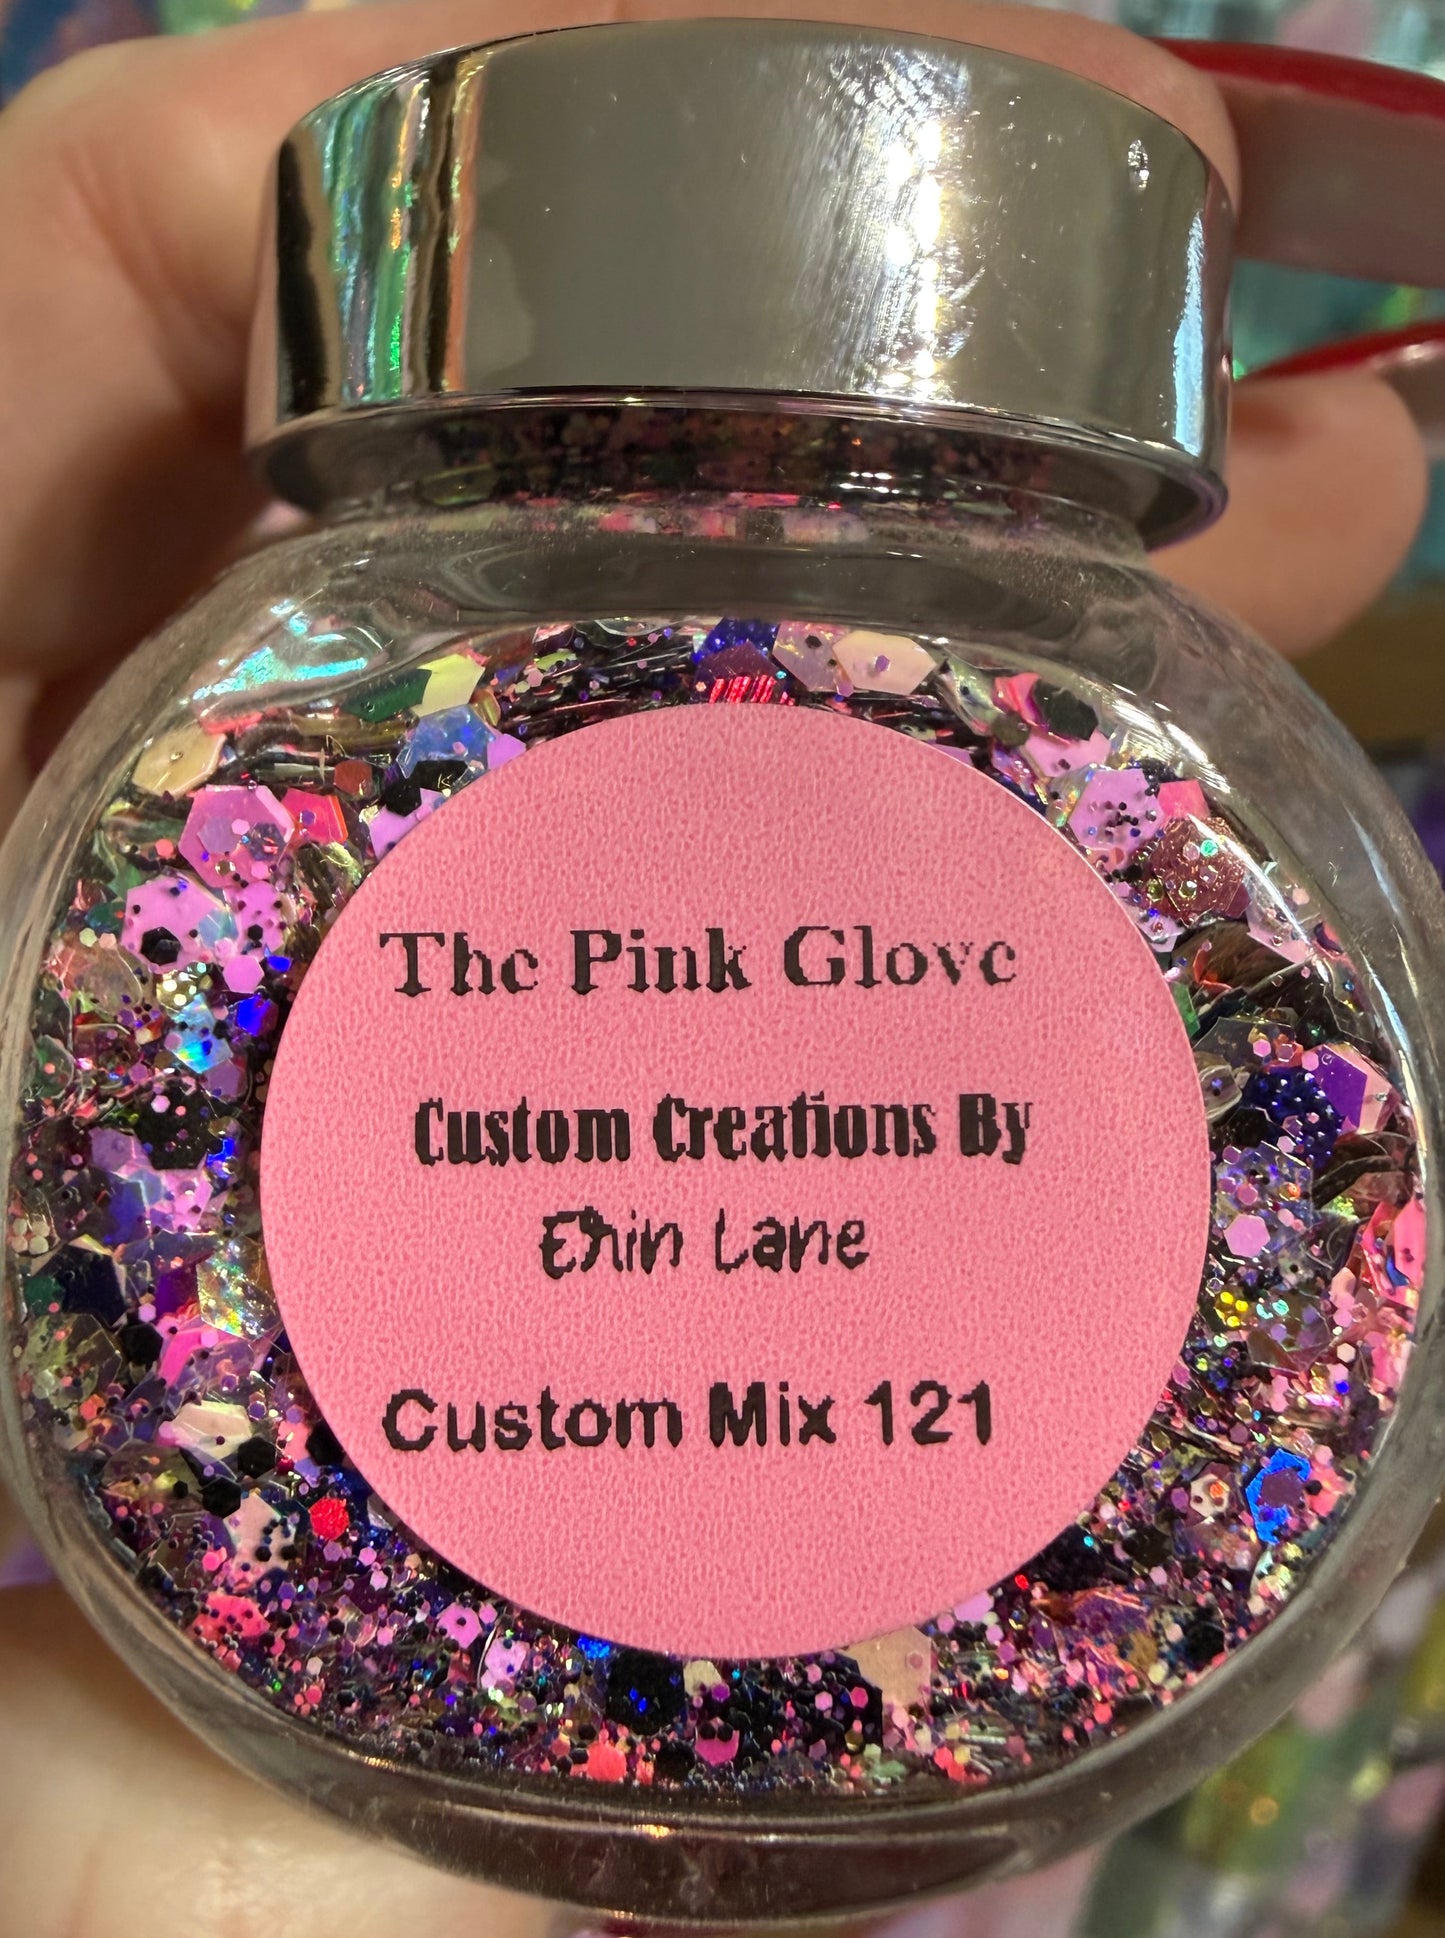 The Pink Glove
Custom Creations By
Erin Lane
Custom Mix 121